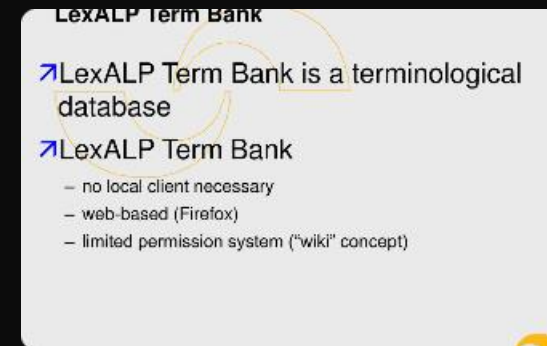 LexALP Term Bank
LexALP Term Bank is a terminological
database
LexALP Term Bank
– no local client necessary
– web-based (Firefox)
– limited permission system (“wiki” concept)